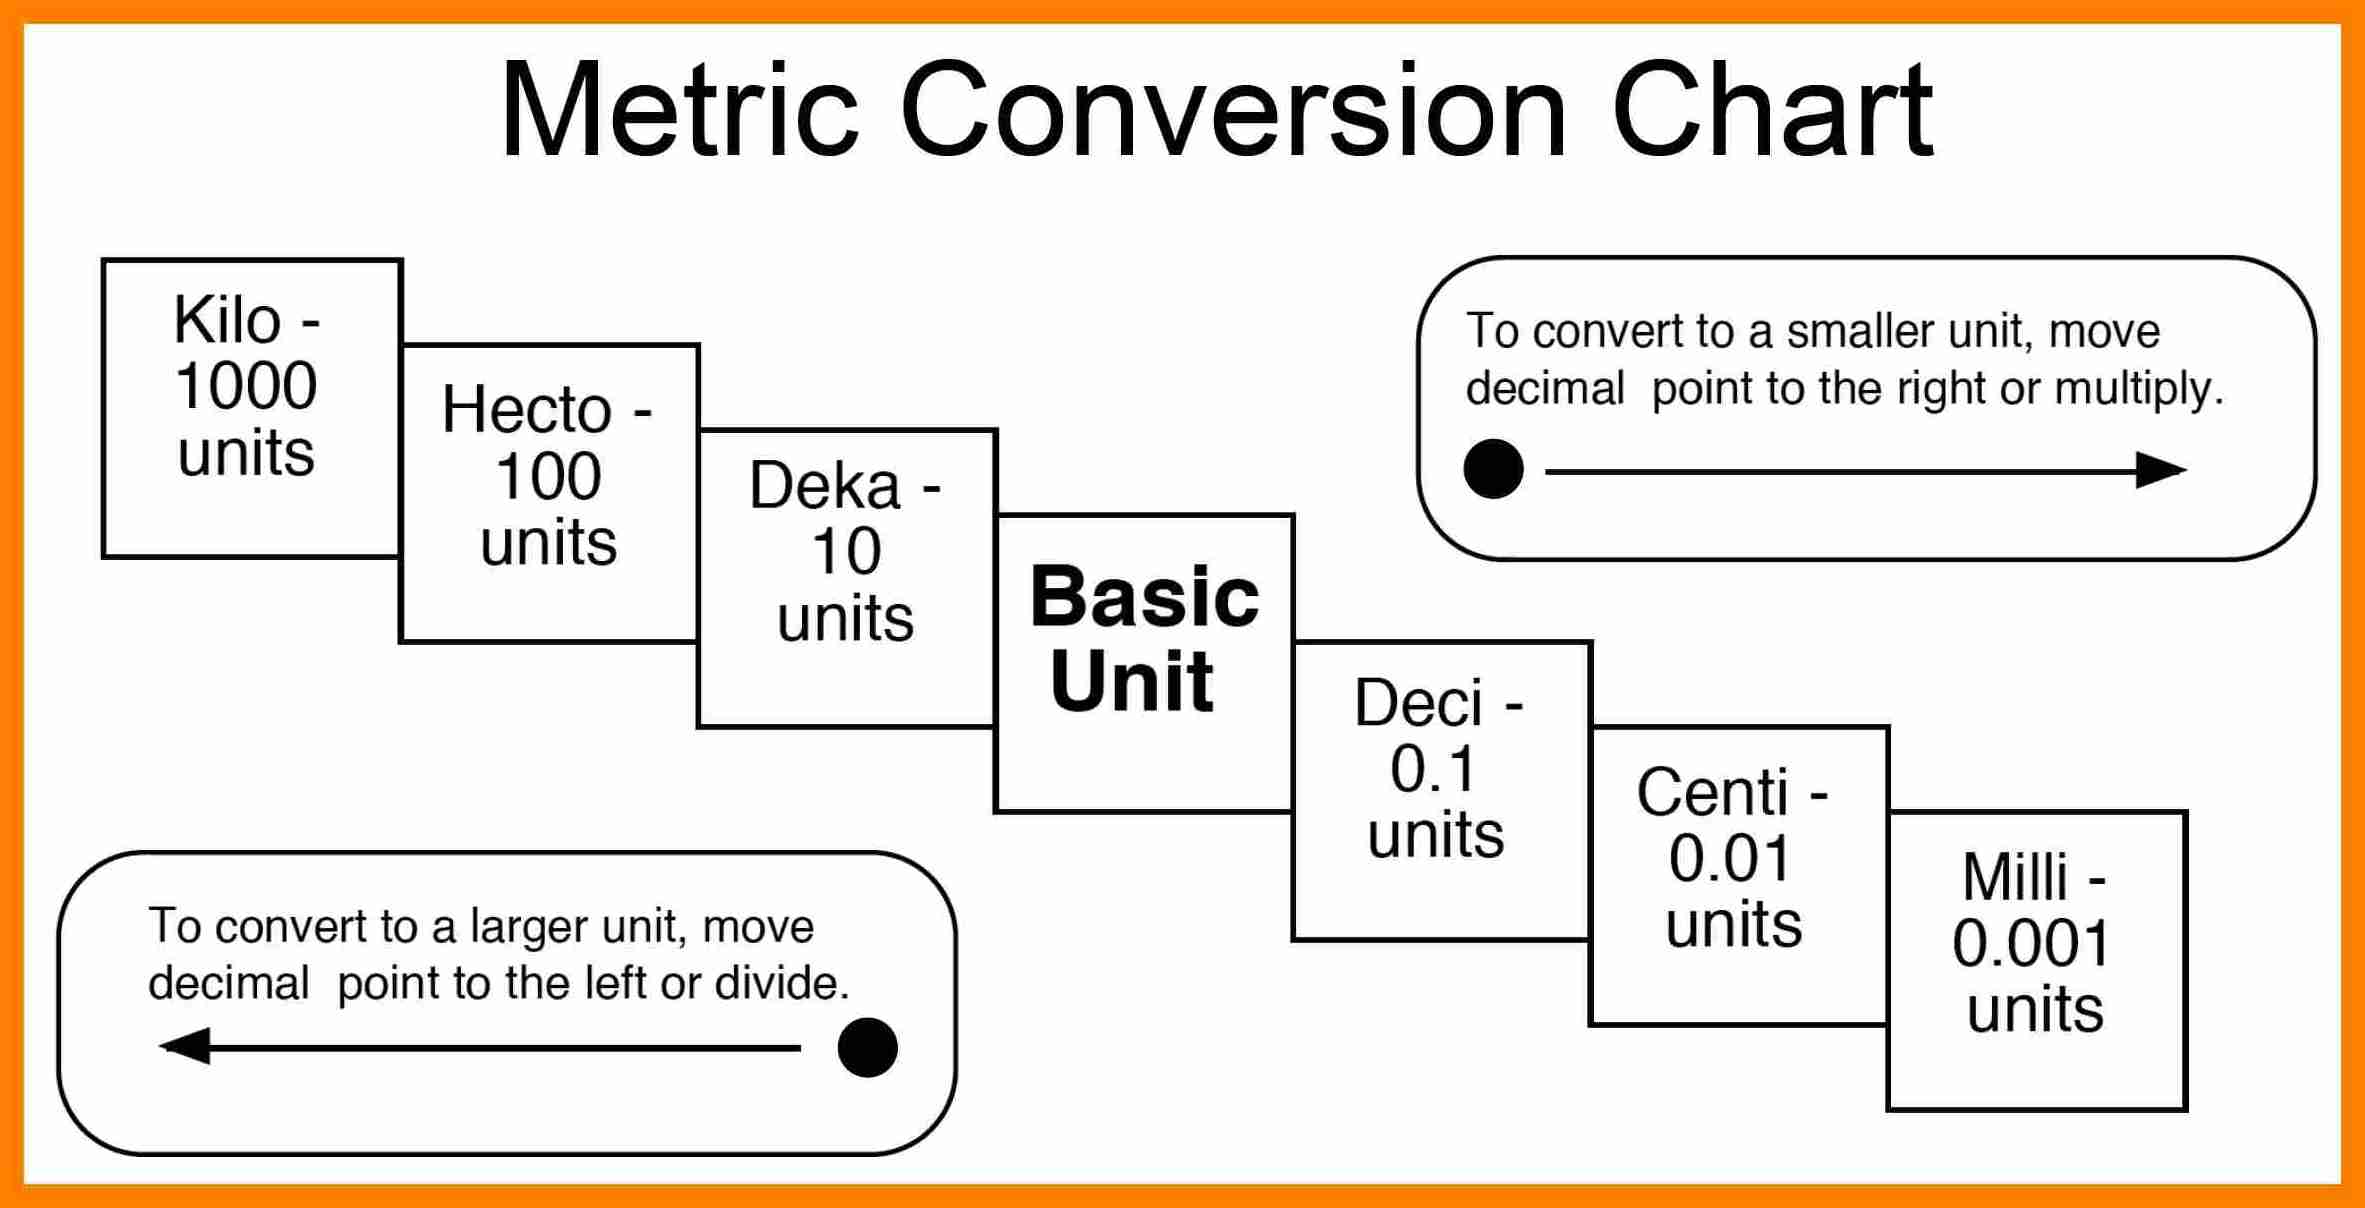 Metric Conversion Chart
Kilo -
1000
units
Hecto -
100
units
Deka -
10
units
Basic
Unit
Deci -
0.1
units
Centi -
0.01
units
Milli -
0.001
units
To convert to a smaller unit, move
decimal point to the right or multiply.
To convert to a larger unit, move
decimal point to the left or divide.